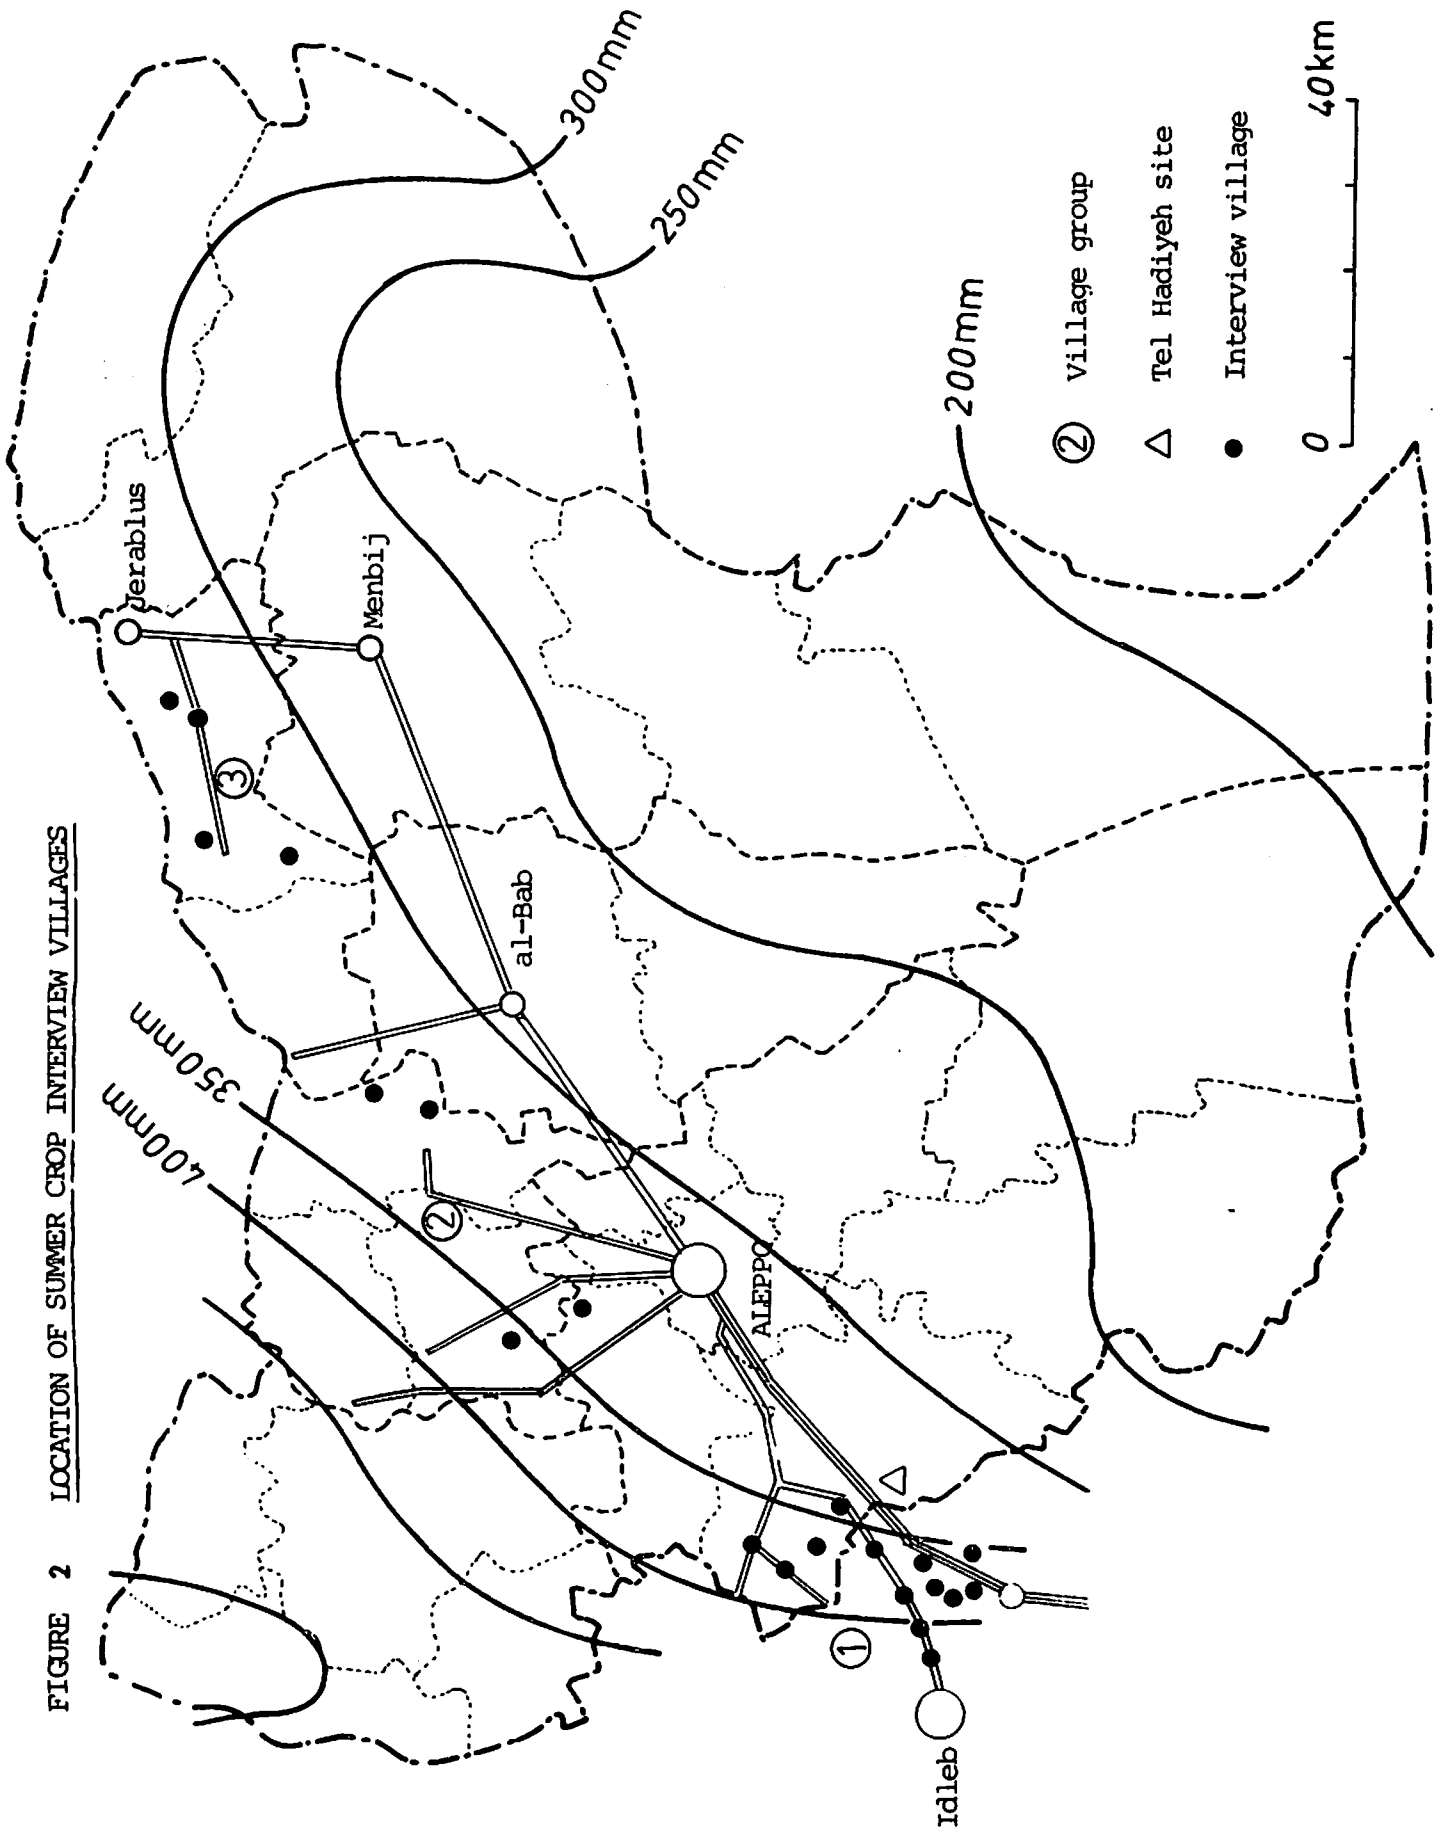 FIGURE 2 LOCATION OF SUMMER CROP INTERVIEW VILLAGES
400mm
350mm
300mm
250mm
200mm
Jerablus
Menbij
al-Bab
ALEPPO
Idleb
3
2
1
2 Village group
Tel Hadiyeh site
Interview village
0 40km